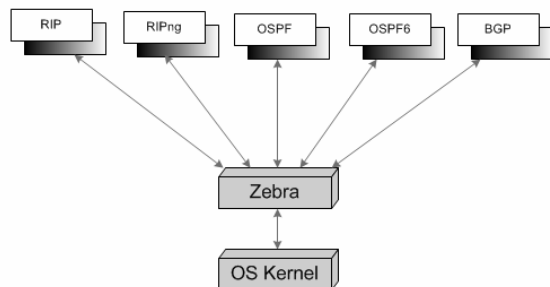 RIP
RIPng
OSPF
OSPF6
BGP
Zebra
OS Kernel